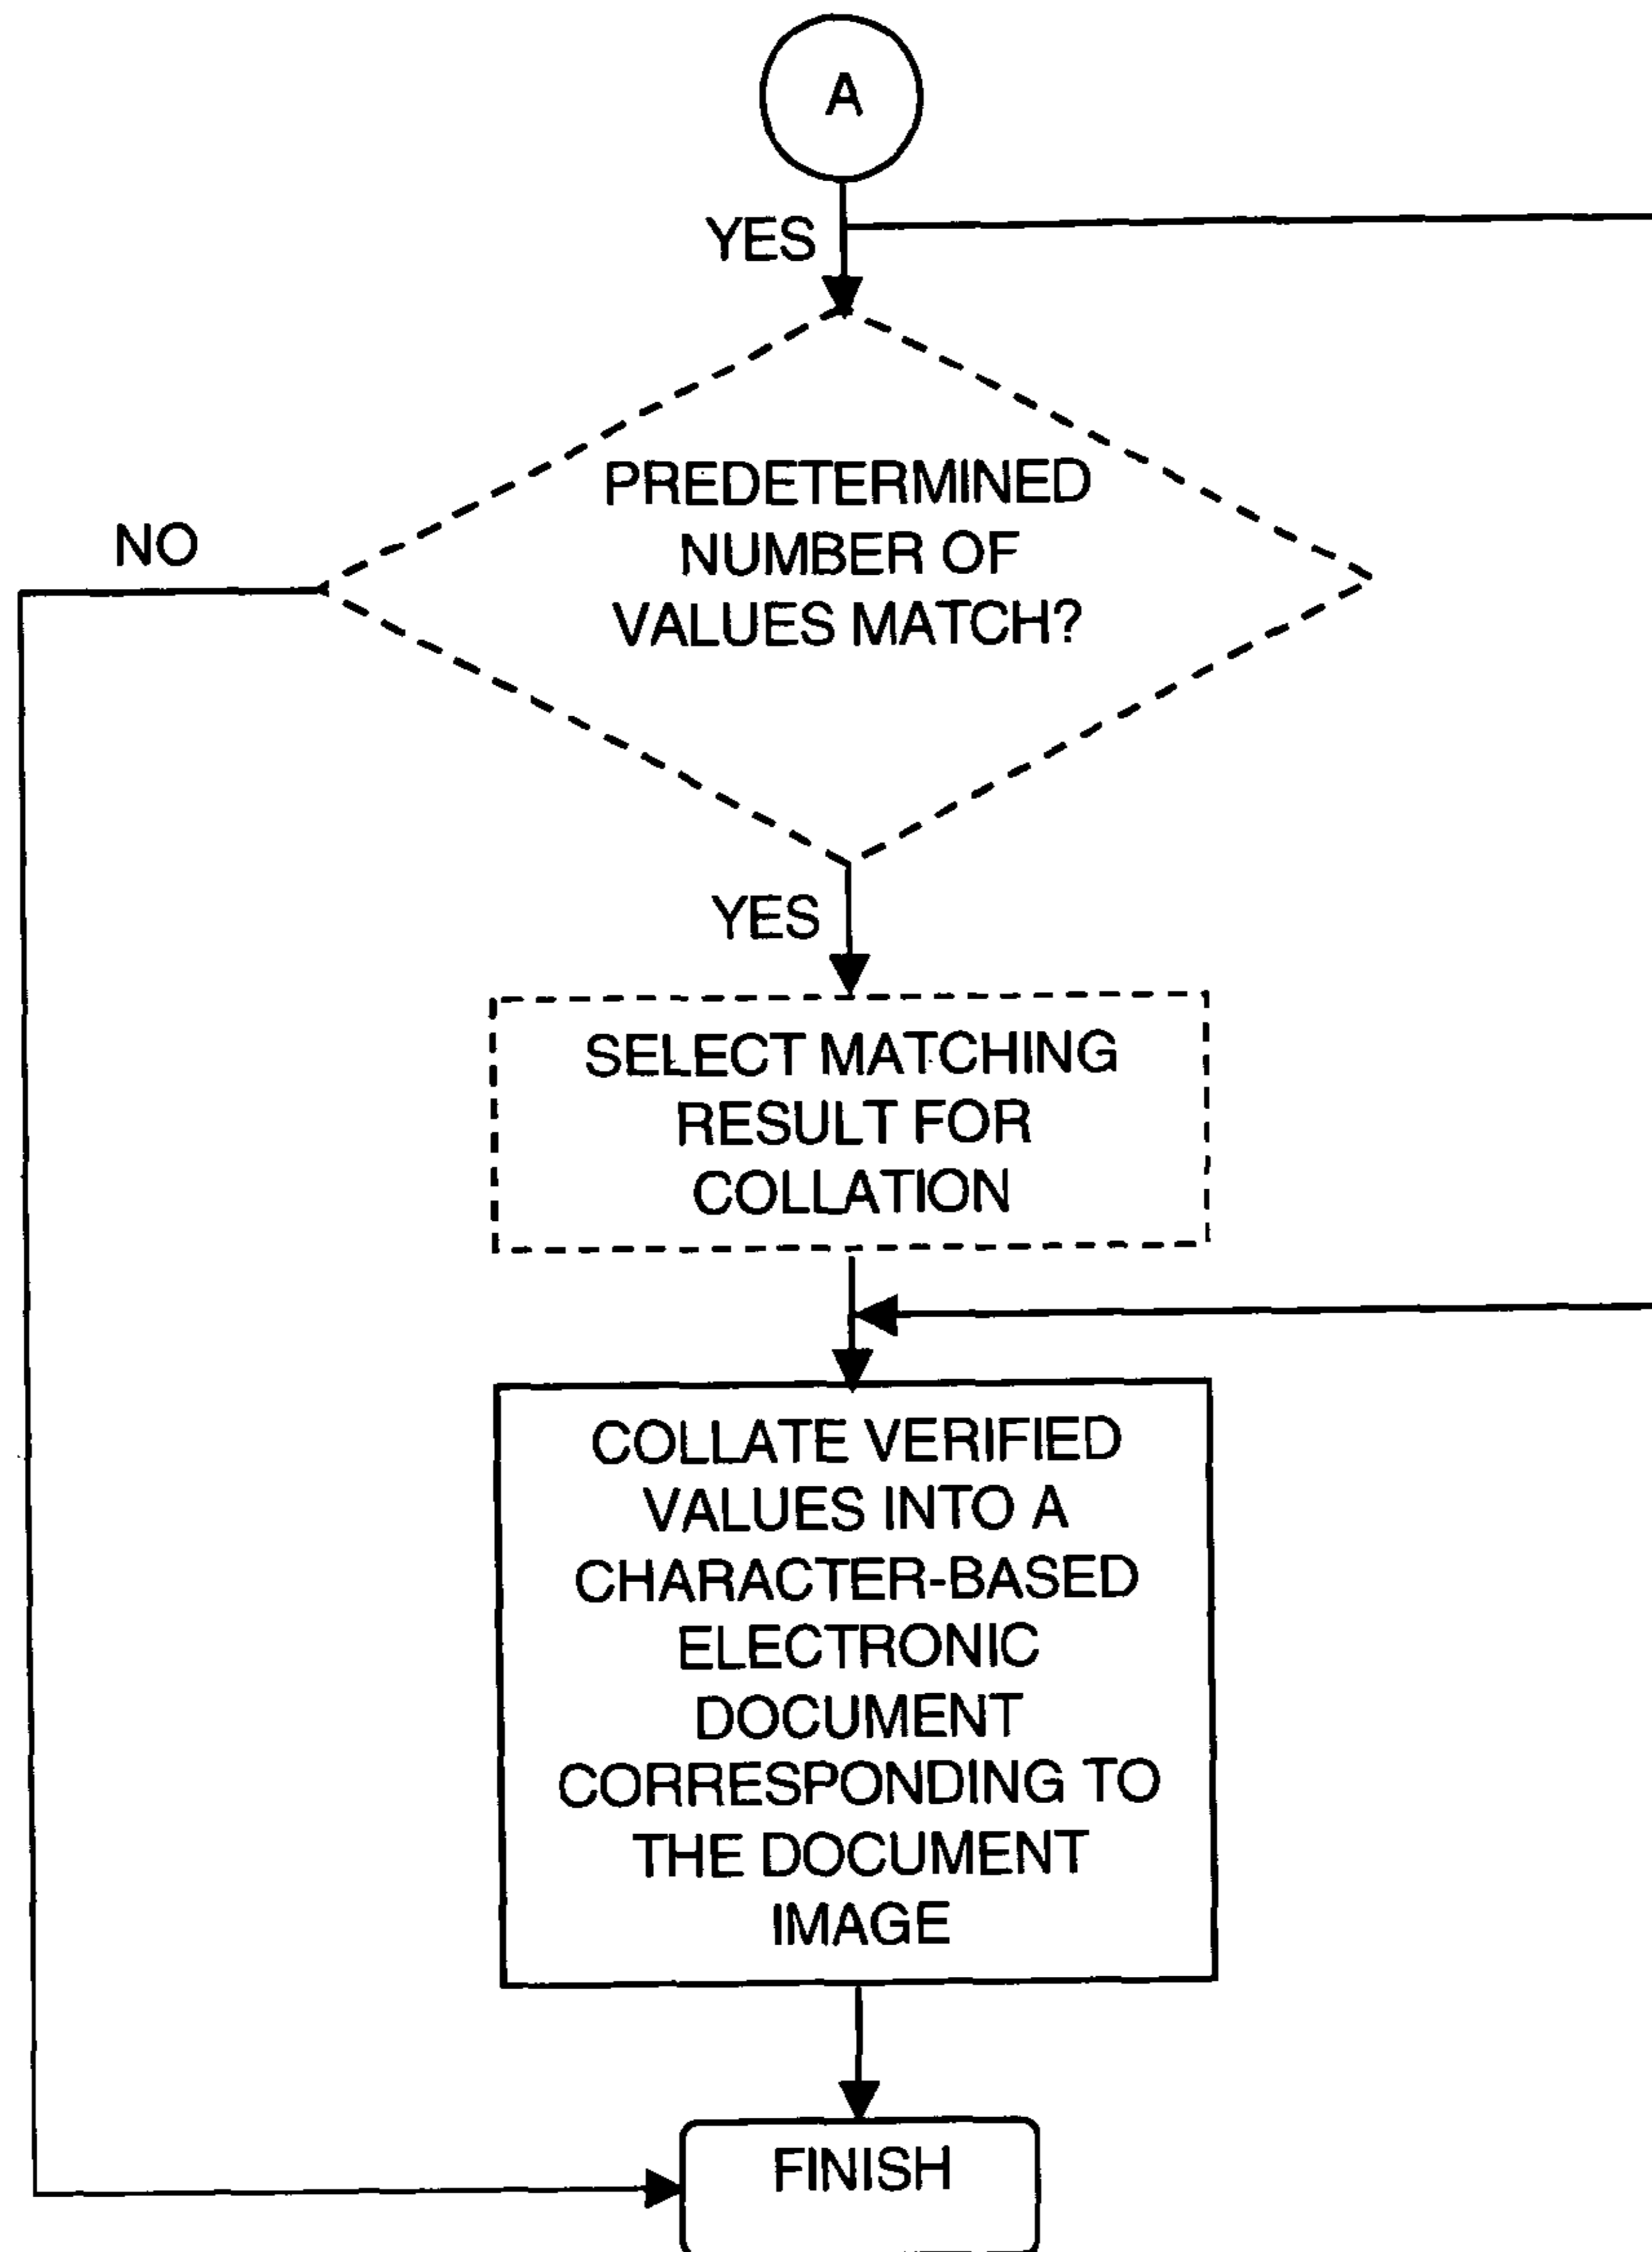 A
YES
PREDETERMINED
NUMBER OF
VALUES MATCH?
NO
YES
SELECT MATCHING
RESULT FOR
COLLATION
COLLATE VERIFIED
VALUES INTO A
CHARACTER-BASED
ELECTRONIC
DOCUMENT
CORRESPONDING TO
THE DOCUMENT
IMAGE
FINISH